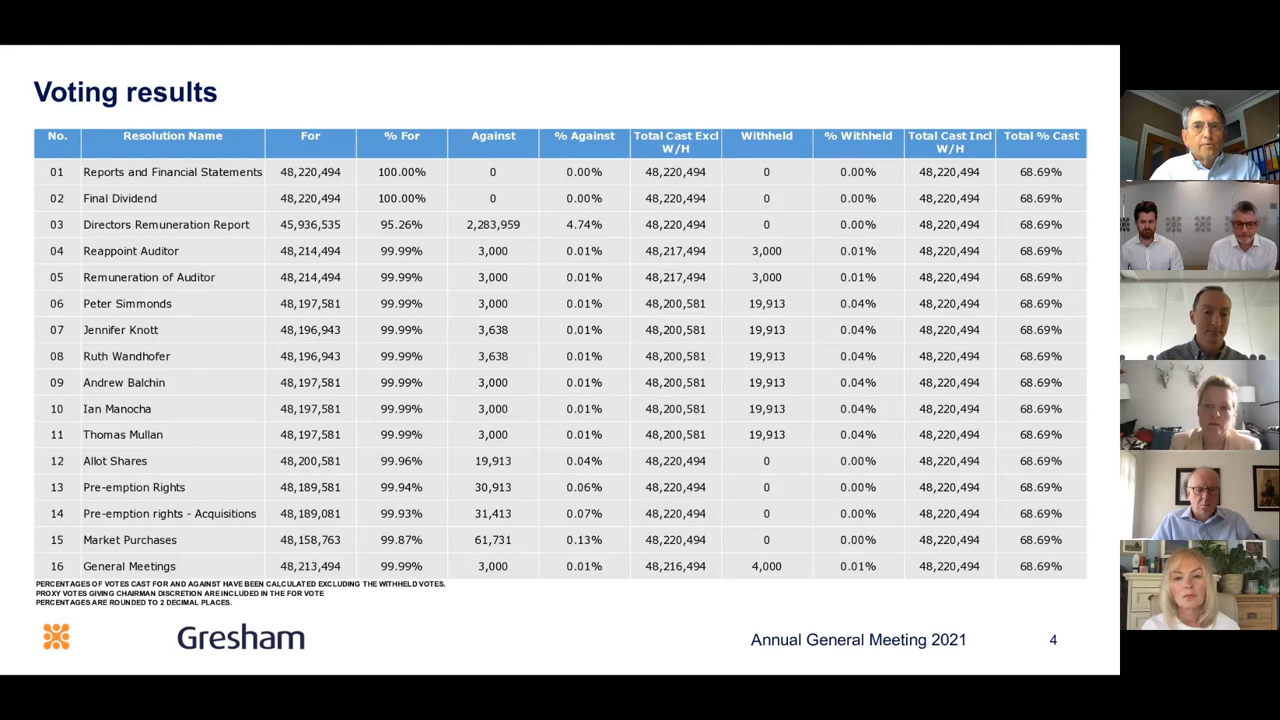 Voting results
No. Resolution Name For % For Against % Against Total Cast Excl W/H Withheld % Withheld Total Cast Incl W/H Total % Cast
01 Reports and Financial Statements 48,220,494 100.00% 0 0.00% 48,220,494 0 0.00% 48,220,494 68.69%
02 Final Dividend 48,220,494 100.00% 0 0.00% 48,220,494 0 0.00% 48,220,494 68.69%
03 Directors Remuneration Report 45,936,535 95.26% 2,283,959 4.74% 48,220,494 0 0.00% 48,220,494 68.69%
04 Reappoint Auditor 48,214,494 99.99% 3,000 0.01% 48,217,494 3,000 0.01% 48,220,494 68.69%
05 Remuneration of Auditor 48,214,494 99.99% 3,000 0.01% 48,217,494 3,000 0.01% 48,220,494 68.69%
06 Peter Simmonds 48,197,581 99.99% 3,000 0.01% 48,200,581 19,913 0.04% 48,220,494 68.69%
07 Jennifer Knott 48,196,943 99.99% 3,638 0.01% 48,200,581 19,913 0.04% 48,220,494 68.69%
08 Ruth Wandhofer 48,196,943 99.99% 3,638 0.01% 48,200,581 19,913 0.04% 48,220,494 68.69%
09 Andrew Balchin 48,197,581 99.99% 3,000 0.01% 48,200,581 19,913 0.04% 48,220,494 68.69%
10 Ian Manocha 48,197,581 99.99% 3,000 0.01% 48,200,581 19,913 0.04% 48,220,494 68.69%
11 Thomas Mullan 48,197,581 99.99% 3,000 0.01% 48,200,581 19,913 0.04% 48,220,494 68.69%
12 Allot Shares 48,200,581 99.96% 19,913 0.04% 48,220,494 0 0.00% 48,220,494 68.69%
13 Pre-emption Rights 48,189,581 99.94% 30,913 0.06% 48,220,494 0 0.00% 48,220,494 68.69%
14 Pre-emption rights - Acquisitions 48,189,081 99.93% 31,413 0.07% 48,220,494 0 0.00% 48,220,494 68.69%
15 Market Purchases 48,158,763 99.87% 61,731 0.13% 48,220,494 0 0.00% 48,220,494 68.69%
16 General Meetings 48,213,494 99.99% 3,000 0.01% 48,216,494 4,000 0.01% 48,220,494 68.69%
PERCENTAGES OF VOTES CAST FOR AND AGAINST HAVE BEEN CALCULATED EXCLUDING THE WITHHELD VOTES.
PROXY VOTES GIVING CHAIRMAN DISCRETION ARE INCLUDED IN THE FOR VOTE
PERCENTAGES ARE ROUNDED TO 2 DECIMAL PLACES.
Gresham Annual General Meeting 2021 4